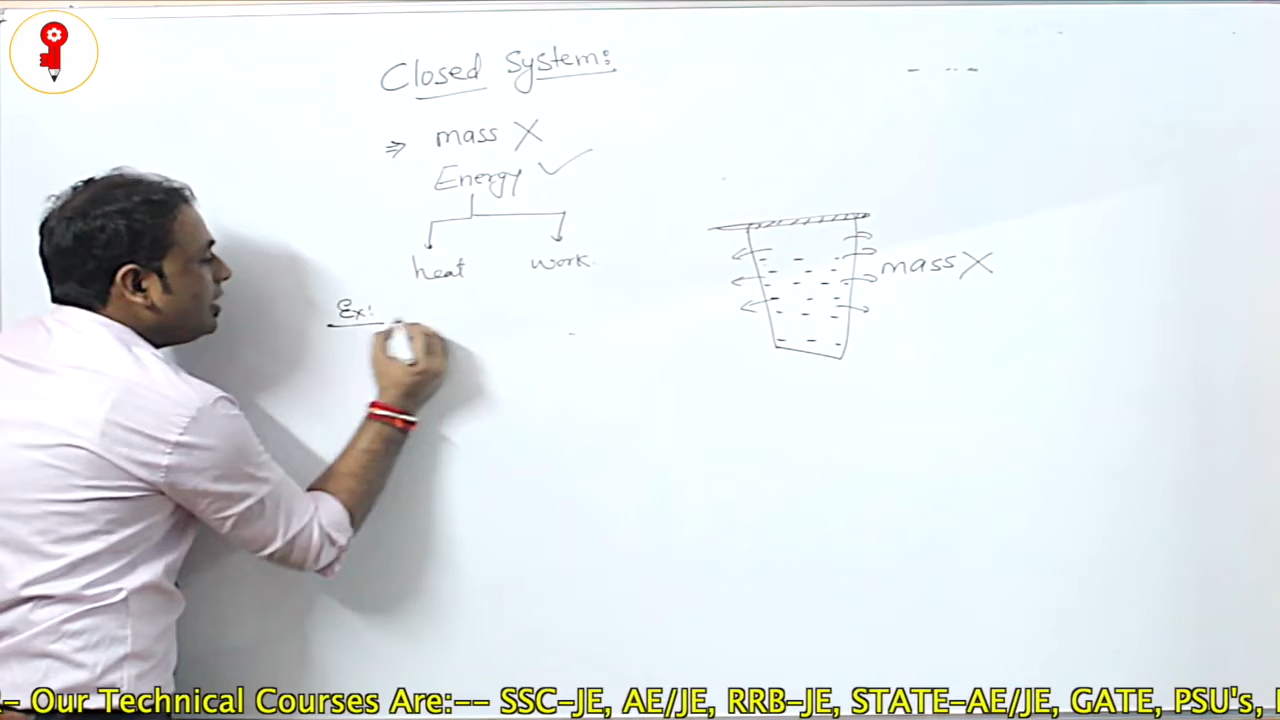 Closed System:
⇒ mass X
Energy ✓
heat work.
Ex:
mass X
- Our Technical Courses Are:-- SSC-JE, AE/JE, RRB-JE, STATE-AE/JE, GATE, PSU's,